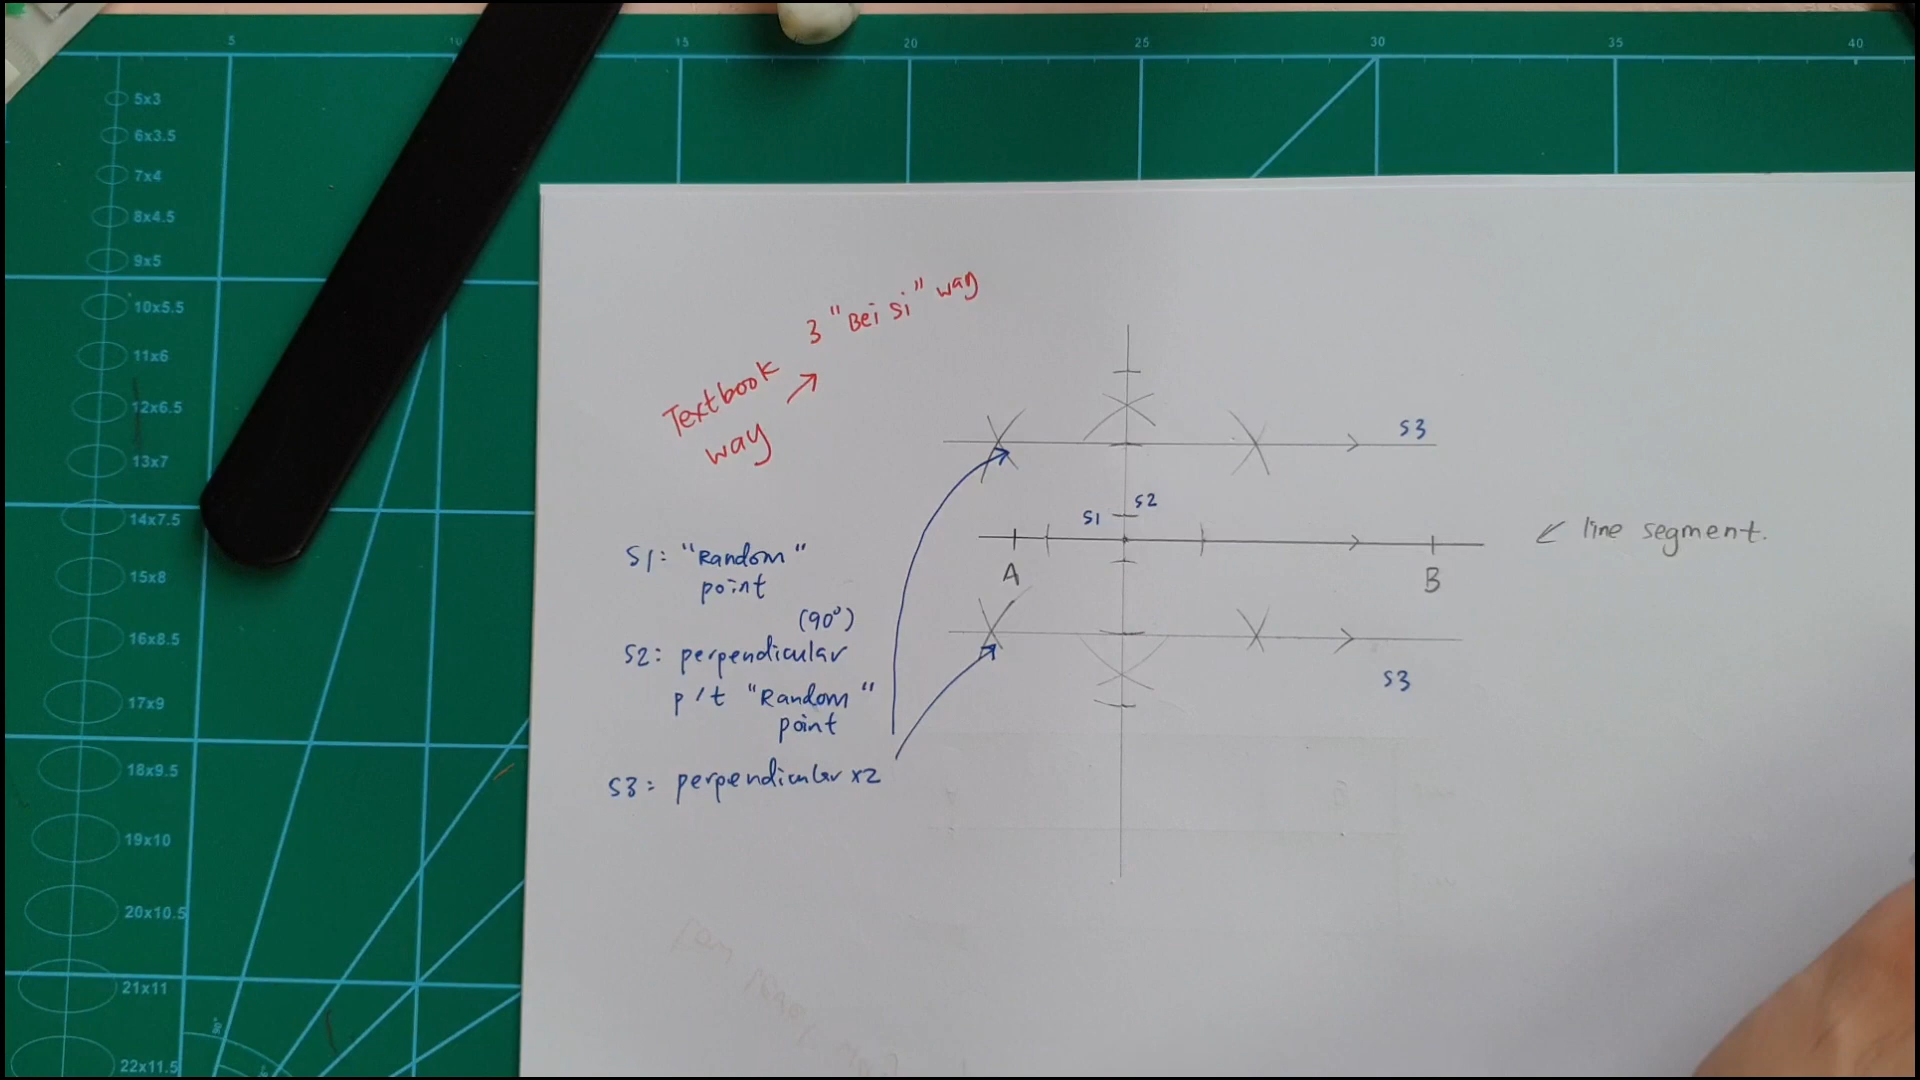 5
10
15
20
25
30
35
40
5x3
6x3.5
7x4
8x4.5
9x5
10x5.5
11x6
12x6.5
13x7
14x7.5
15x8
16x8.5
17x9
18x9.5
19x10
20x10.5
21x11
22x11.5
90°
Textbook
way
3 "Bei si" way
S1: "Random"
point
(90°)
S2: perpendicular
p/t "Random"
point
S3: perpendicular x2
S3
S1
S2
A
B
line segment.
S3